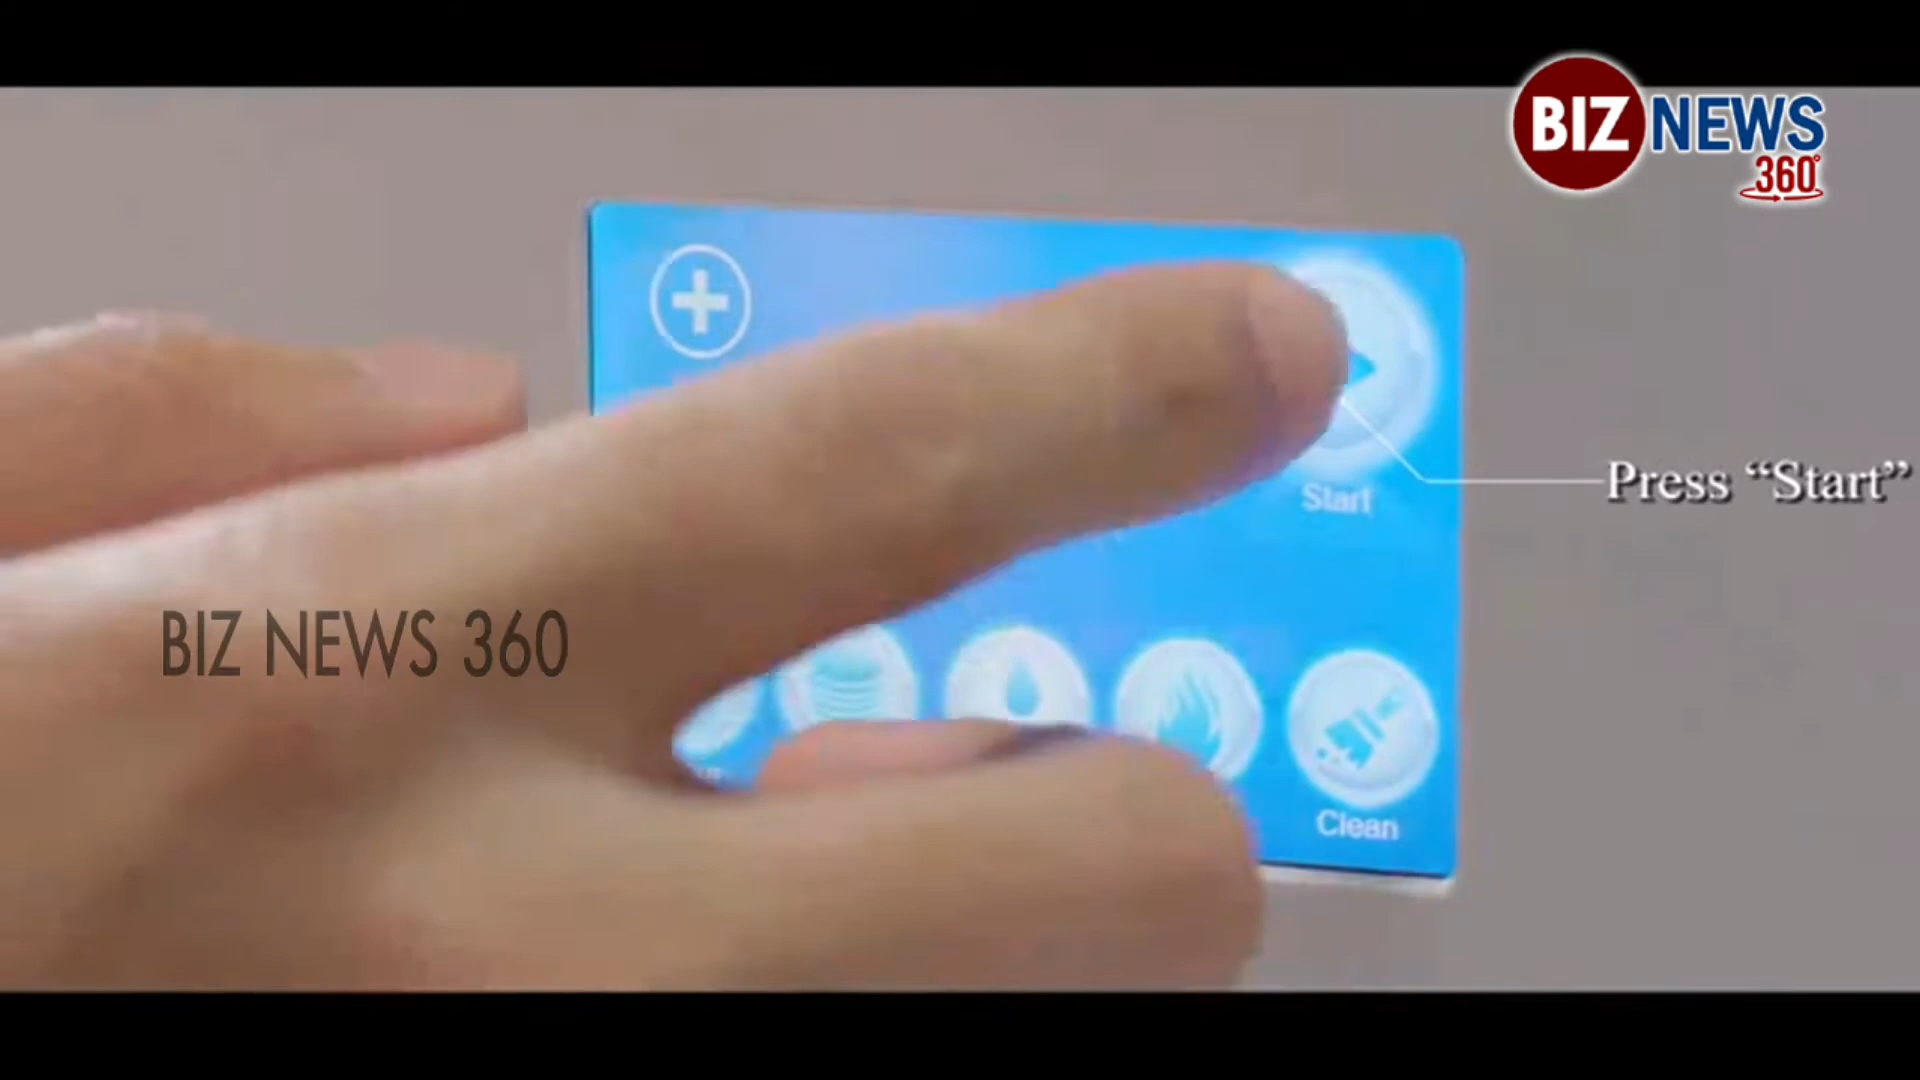 BIZ NEWS
360°
Press “Start”
Start
BIZ NEWS 360
Clean